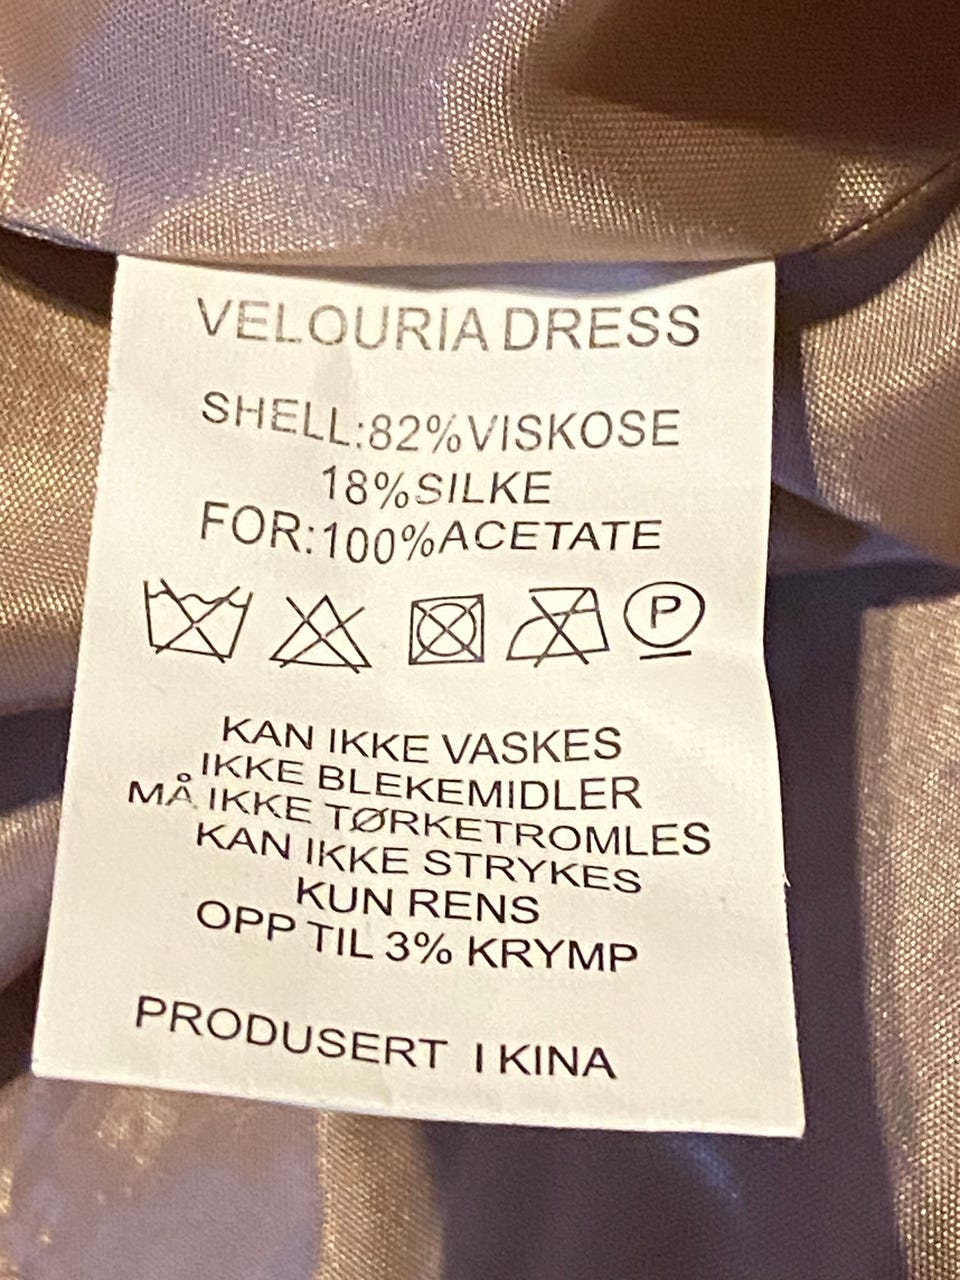 VELOURIA DRESS
SHELL:82%VISKOSE
18%SILKE
FOR:100%ACETATE
P
KAN IKKE VASKES
IKKE BLEKEMIDLER
MÅ IKKE TØRKETROMLES
KAN IKKE STRYKES
KUN RENS
OPP TIL 3% KRYMP
PRODUSERT I KINA